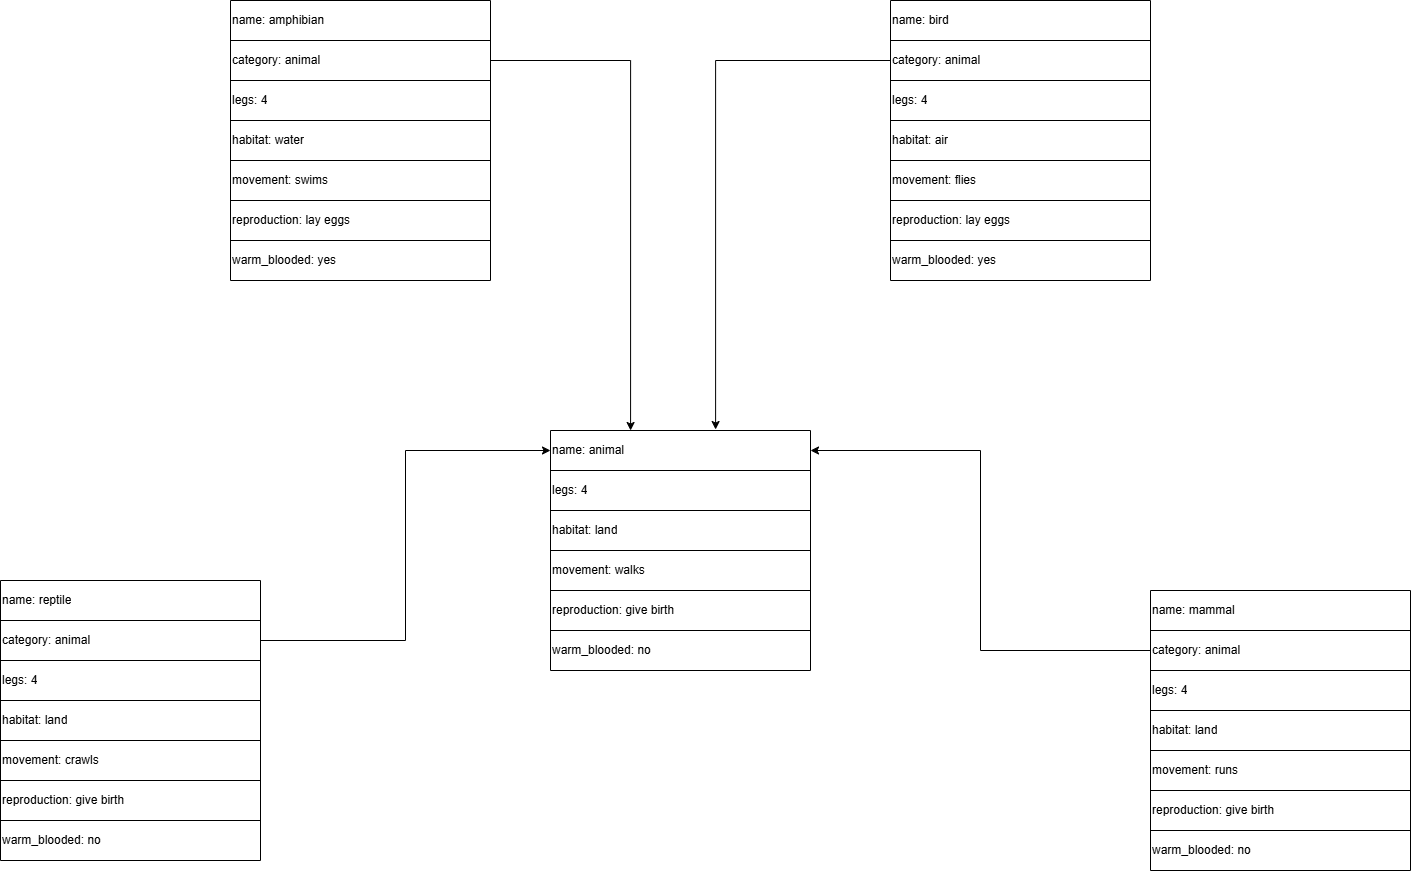 name: amphibian
category: animal
legs: 4
habitat: water
movement: swims
reproduction: lay eggs
warm_blooded: yes
name: bird
category: animal
legs: 4
habitat: air
movement: flies
reproduction: lay eggs
warm_blooded: yes
name: animal
legs: 4
habitat: land
movement: walks
reproduction: give birth
warm_blooded: no
name: reptile
category: animal
legs: 4
habitat: land
movement: crawls
reproduction: give birth
warm_blooded: no
name: mammal
category: animal
legs: 4
habitat: land
movement: runs
reproduction: give birth
warm_blooded: no